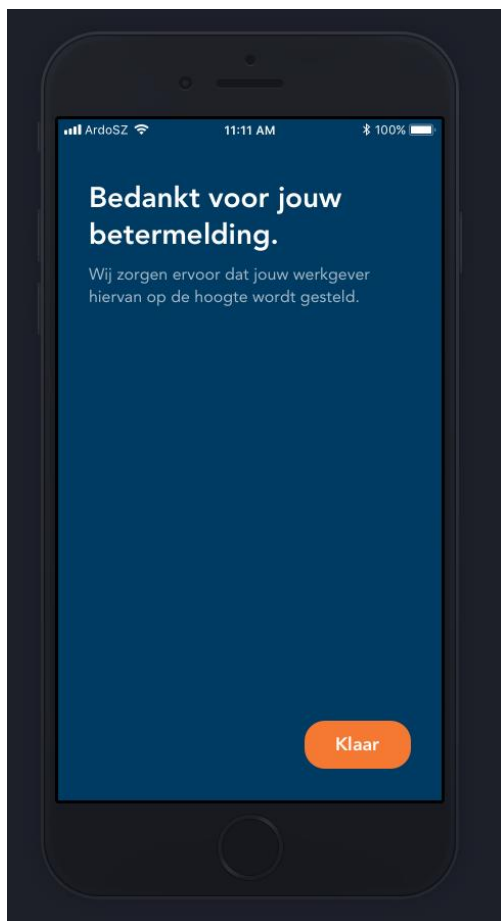 ArdoSZ 11:11 AM 100%
Bedankt voor jouw
betermelding.
Wij zorgen ervoor dat jouw werkgever
hiervan op de hoogte wordt gesteld.
Klaar